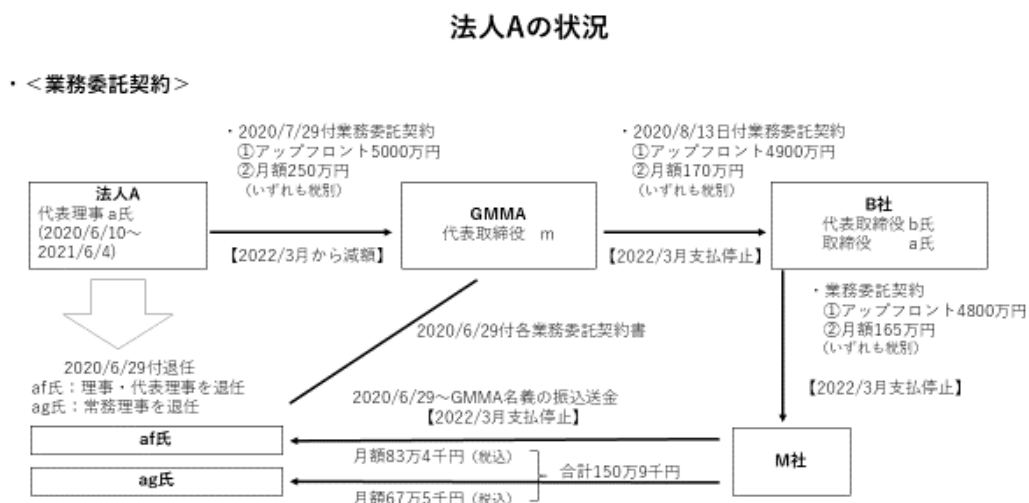 法人Aの状況
・＜業務委託契約＞
・2020/7/29付業務委託契約
①アップフロント5000万円
②月額250万円
（いずれも税別）
・2020/8/13日付業務委託契約
①アップフロント4900万円
②月額170万円
（いずれも税別）
法人A
代表理事 a氏
(2020/6/10～
2021/6/4)
【2022/3月から減額】
GMMA
代表取締役　m
【2022/3月支払停止】
B社
代表取締役 b氏
取締役　　a氏
・業務委託契約
①アップフロント4800万円
②月額165万円
（いずれも税別）
【2022/3月支払停止】
2020/6/29付各業務委託契約書
2020/6/29付退任
af氏：理事・代表理事を退任
ag氏：常務理事を退任
2020/6/29～GMMA名義の振込送金
【2022/3月支払停止】
af氏
月額83万4千円（税込）
合計150万9千円
ag氏
月額67万5千円（税込）
M社